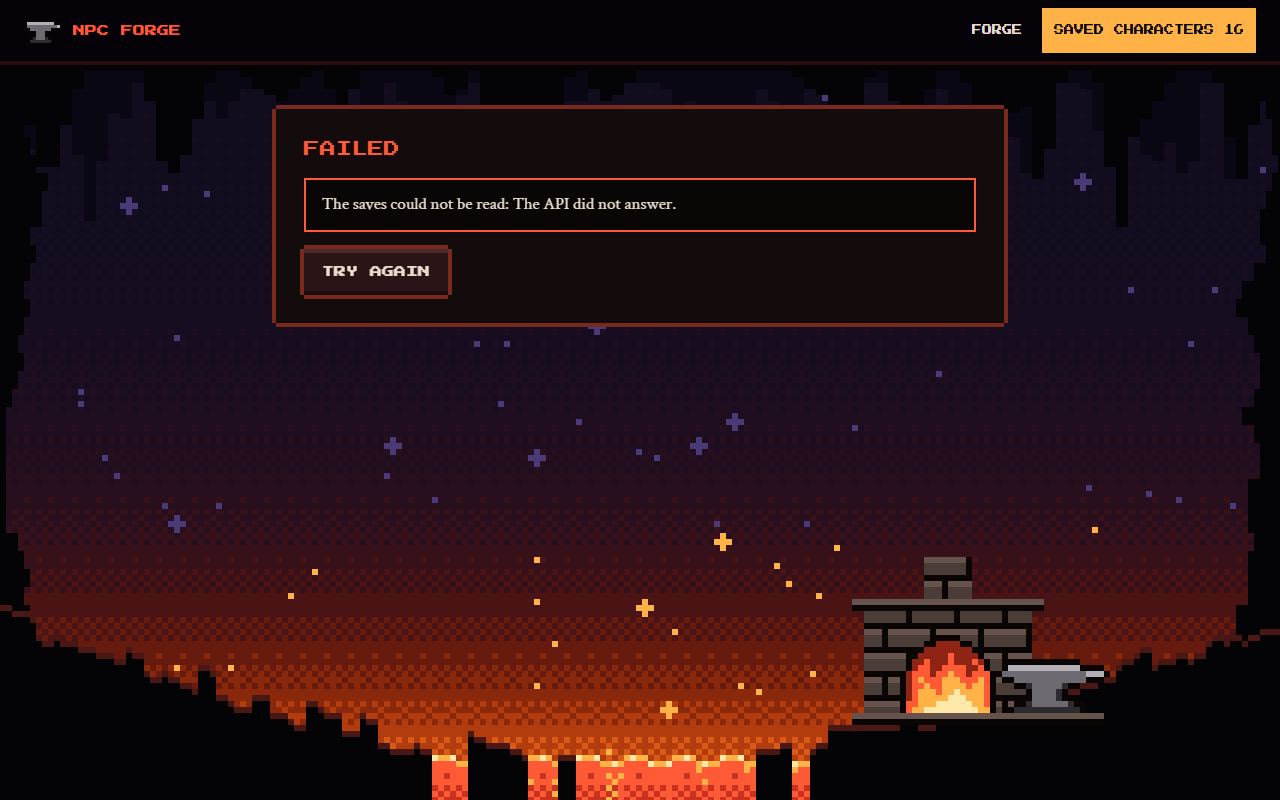 NPC FORGE
FORGE
SAVED CHARACTERS 16
FAILED
The saves could not be read: The API did not answer.
TRY AGAIN